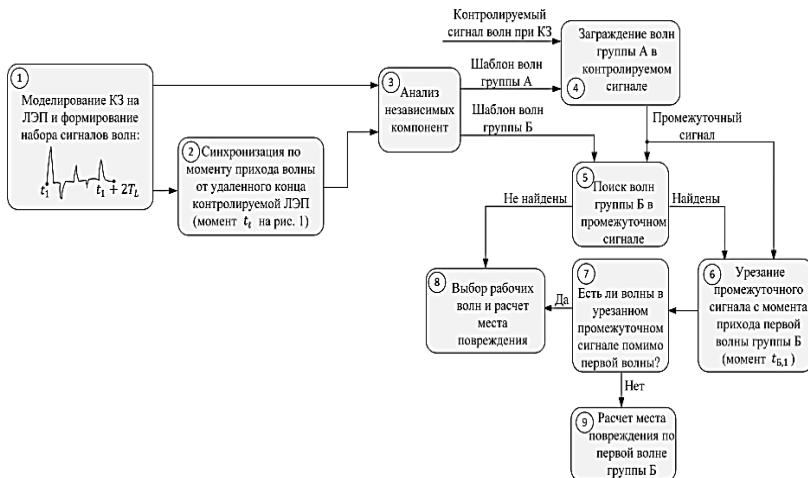 1
Моделирование КЗ на
ЛЭП и формирование
набора сигналов волн:
t₁
t₁ + 2T_L
2
Синхронизация по
моменту прихода волны
от удаленного конца
контролируемой ЛЭП
(момент t_t на рис. 1)
3
Анализ
независимых
компонент
Контролируемый
сигнал волн при КЗ
Шаблон волн
группы А
Шаблон волн
группы Б
Заграждение волн
группы А в
контролируемом
сигнале
4
Промежуточный
сигнал
5
Поиск волн
группы Б в
промежуточном
сигнале
Не найдены
Найдены
6
Урезание
промежуточного
сигнала с момента
прихода первой
волны группы Б
(момент t_Б,1)
7
Есть ли волны в
урезанном
промежуточном
сигнале помимо
первой волны?
Да
Нет
8
Выбор рабочих
волн и расчет
места
повреждения
9
Расчет места
повреждения по
первой волне
группы Б